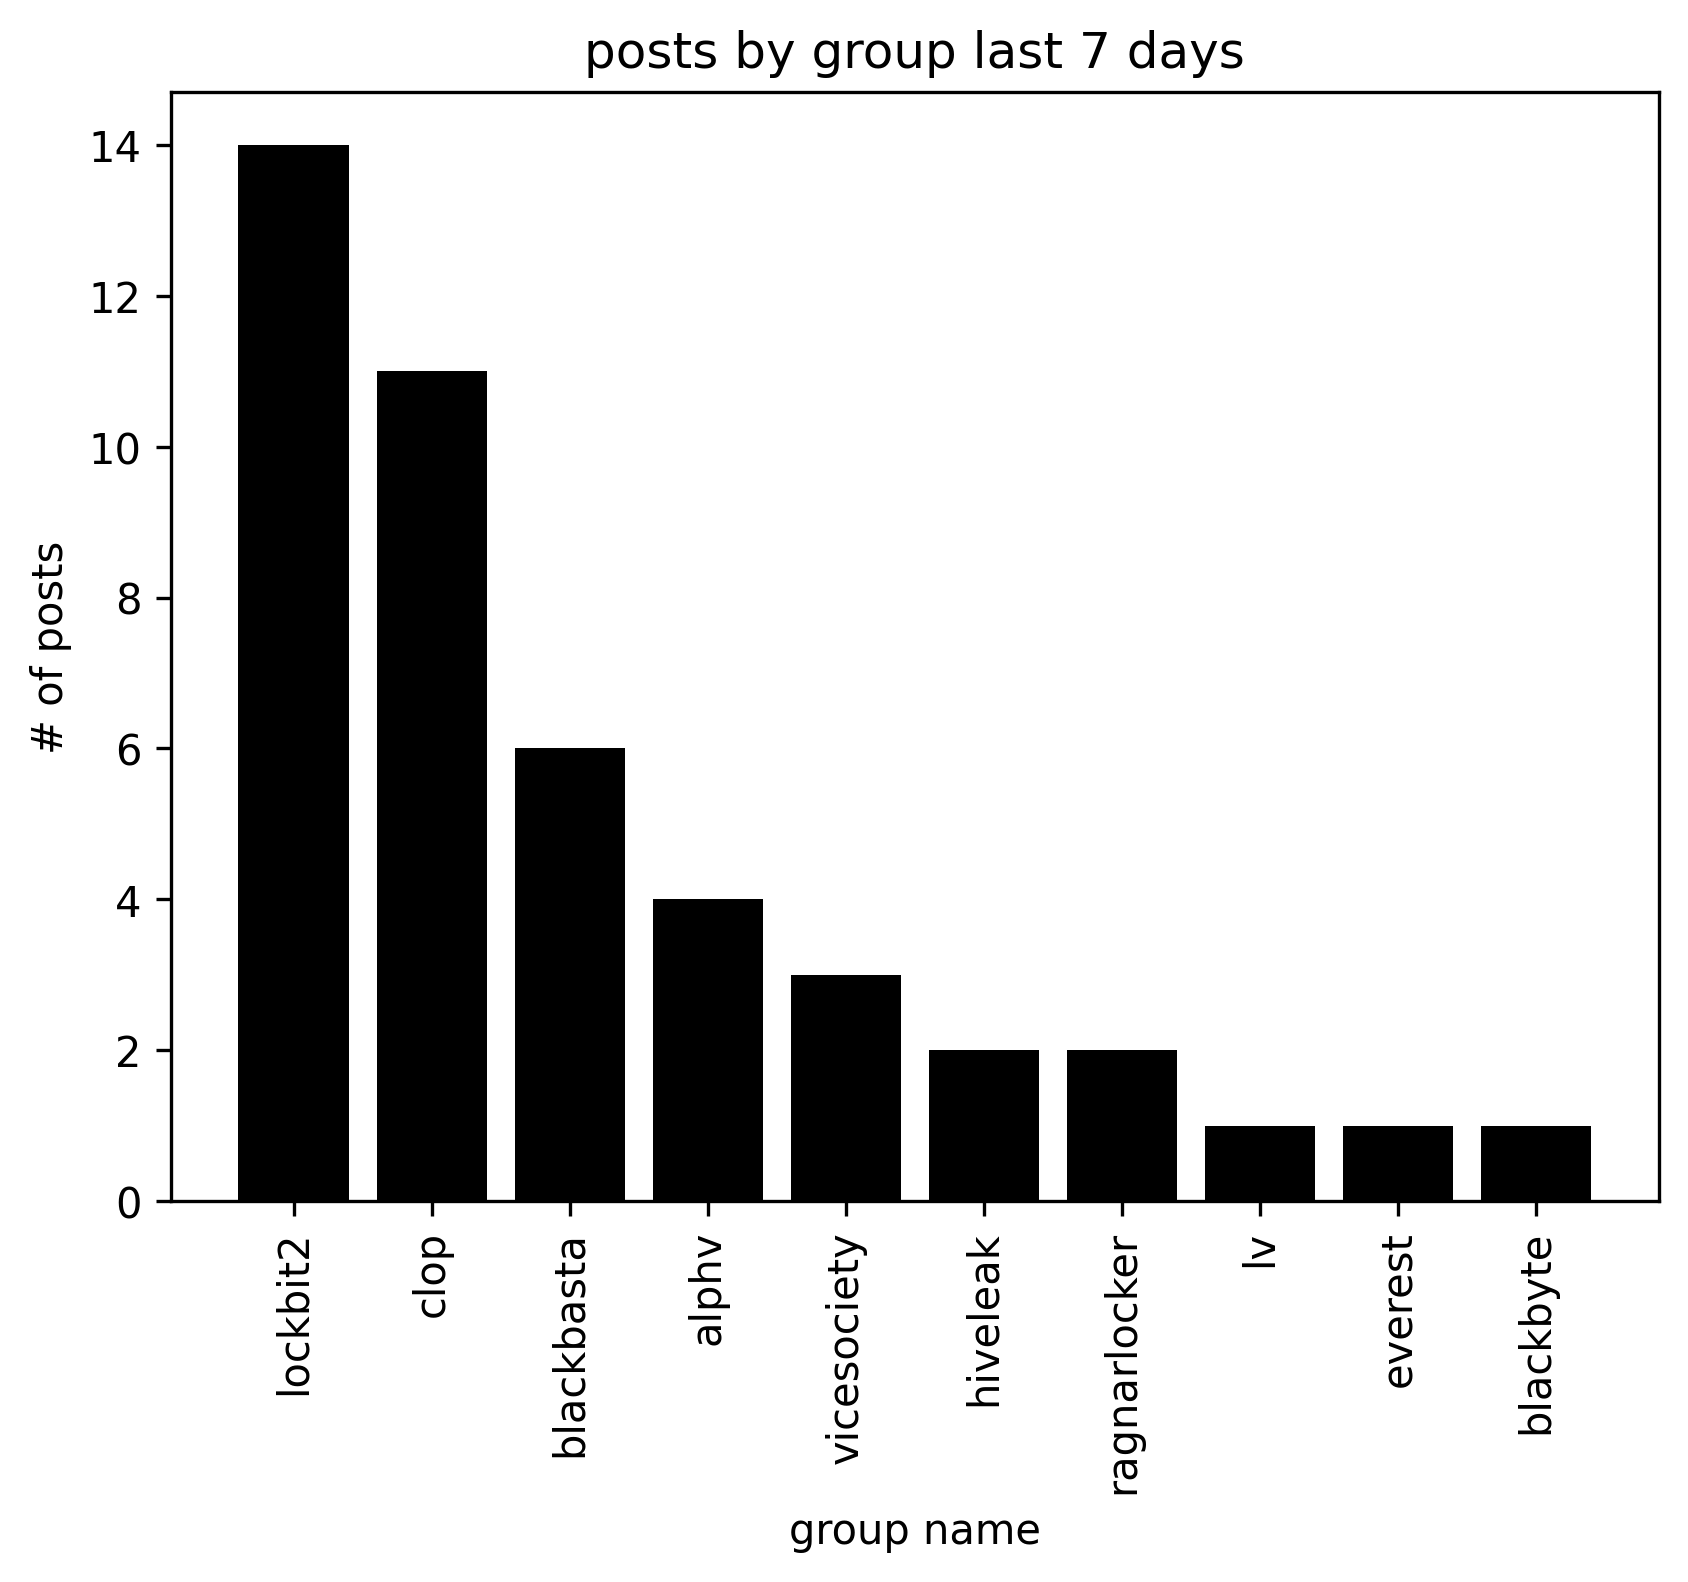 posts by group last 7 days
# of posts
14
12
10
8
6
4
2
0
lockbit2
clop
blackbasta
alphv
vicesociety
hiveleak
ragnarlocker
lv
everest
blackbyte
group name